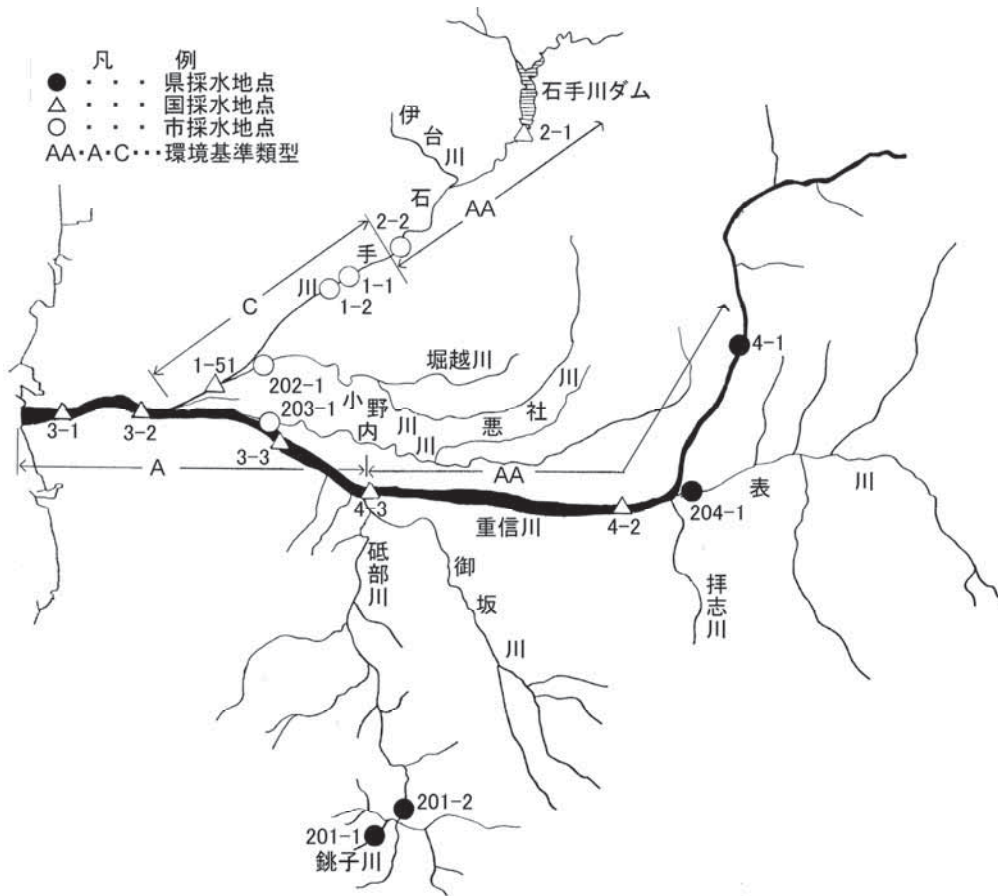 凡例
●・・・県採水地点
△・・・国採水地点
○・・・市採水地点
AA・A・C・・・環境基準類型
石手川ダム
2-1
伊台川
石手川
AA
2-2
1-1
1-2
C
4-1
堀越川
1-51
202-1
小野川
悪社川
203-1
内川
3-1
3-2
3-3
A
AA
表川
4-3
重信川
4-2
204-1
砥部川
御坂川
拝志川
201-2
201-1
銚子川